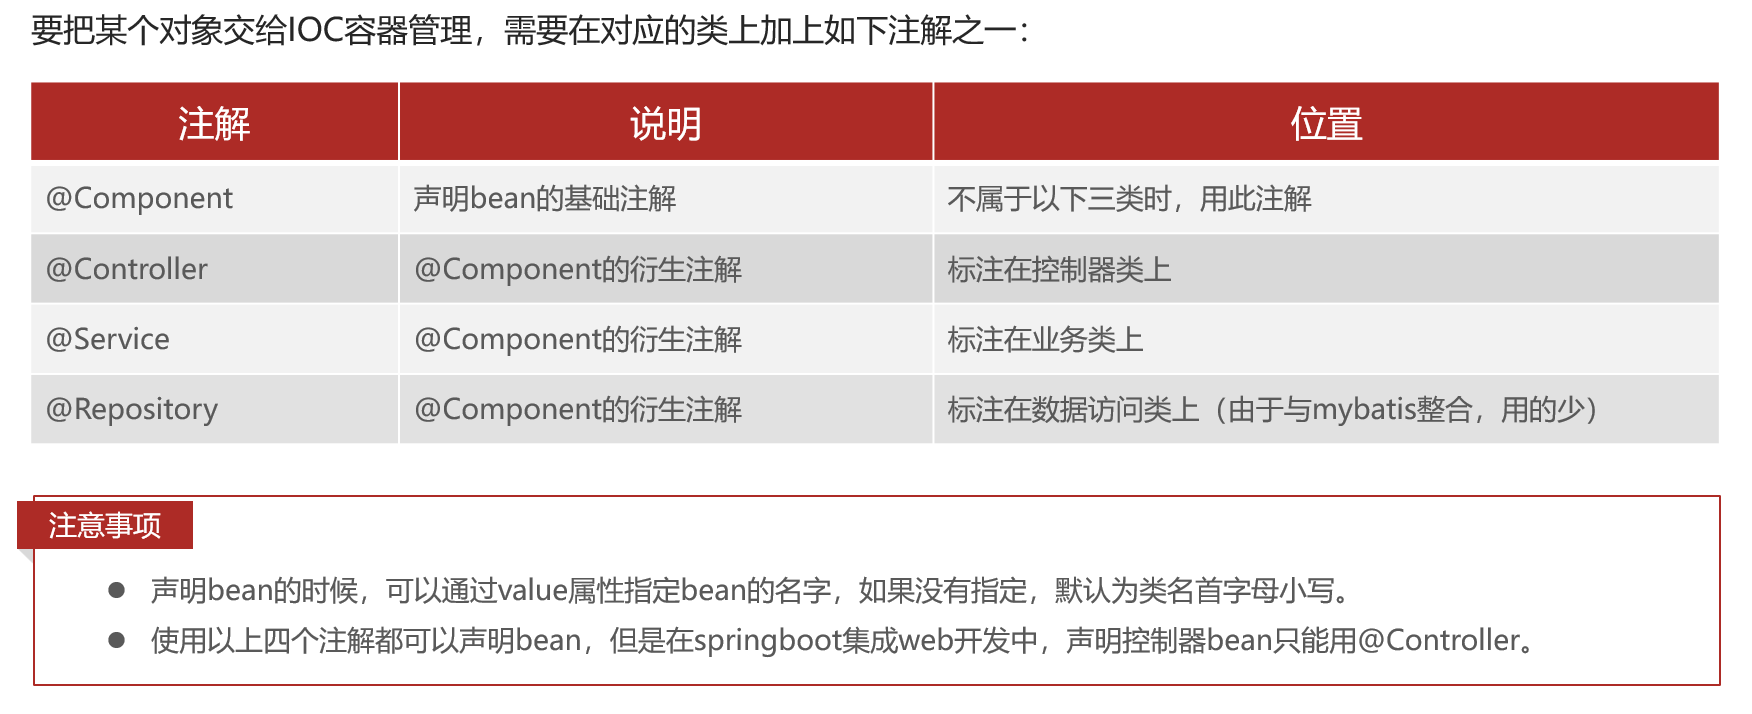 要把某个对象交给IOC容器管理，需要在对应的类上加上如下注解之一：
注解 说明 位置
@Component 声明bean的基础注解 不属于以下三类时，用此注解
@Controller @Component的衍生注解 标注在控制器类上
@Service @Component的衍生注解 标注在业务类上
@Repository @Component的衍生注解 标注在数据访问类上（由于与mybatis整合，用的少）
注意事项
● 声明bean的时候，可以通过value属性指定bean的名字，如果没有指定，默认为类名首字母小写。
● 使用以上四个注解都可以声明bean，但是在springboot集成web开发中，声明控制器bean只能用@Controller。